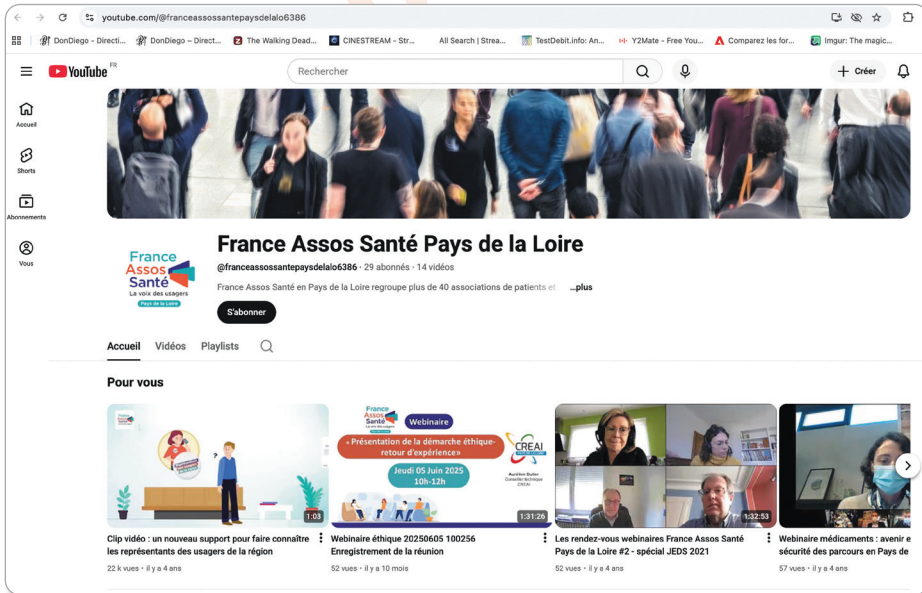 youtube.com/@franceassossantepaysdelalo6386
DonDiego - Directi...
DonDiego – Direct...
The Walking Dead...
CINESTREAM - Str...
All Search | Strea...
TestDebit.info: An...
Y2Mate - Free You...
Comparez les for...
Imgur: The magic...
YouTube FR
Rechercher
Créer
Accueil
Shorts
Abonnements
Vous
France
Assos
Santé
La voix des usagers
Pays de la Loire
France Assos Santé Pays de la Loire
@franceassossantepaysdelalo6386 · 29 abonnés · 14 vidéos
France Assos Santé en Pays de la Loire regroupe plus de 40 associations de patients et ...plus
S'abonner
Accueil Vidéos Playlists
Pour vous
?
1:03
Clip vidéo : un nouveau support pour faire connaître
les représentants des usagers de la région
22 k vues · il y a 4 ans
France
Assos
Santé
Webinaire
« Présentation de la démarche éthique-
retour d'expérience»
Jeudi 05 Juin 2025
10h-12h
CREAI
Aurélien Dutier
Conseiller technique
CREAI
1:31:26
Webinaire éthique 20250605 100256
Enregistrement de la réunion
52 vues · il y a 10 mois
1:32:53
Les rendez-vous webinaires France Assos Santé
Pays de la Loire #2 - spécial JEDS 2021
52 vues · il y a 4 ans
Webinaire médicaments : avenir e
sécurité des parcours en Pays de
57 vues · il y a 4 ans